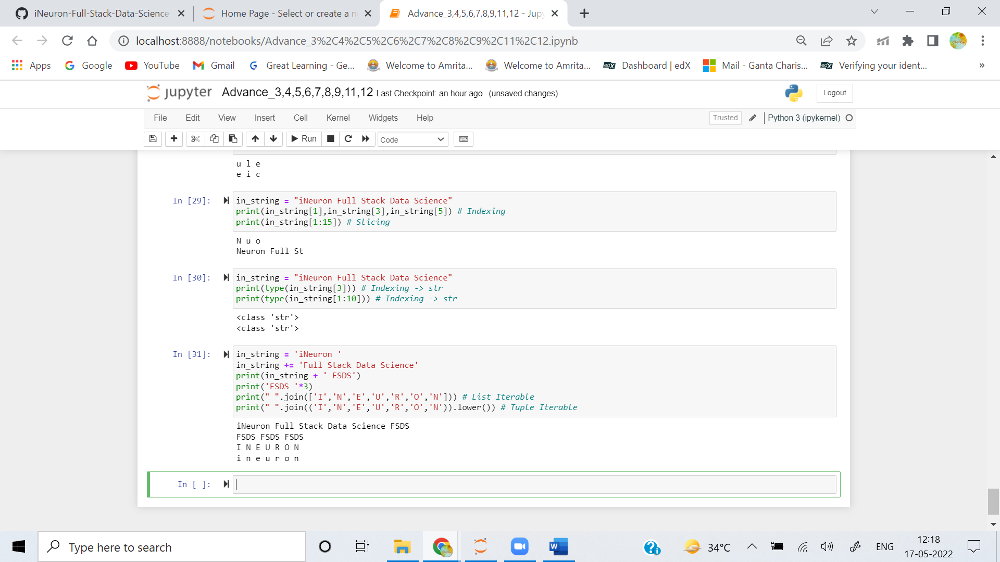 iNeuron-Full-Stack-Data-Science
Home Page - Select or create a n
Advance_3,4,5,6,7,8,9,11,12 - Jupy
localhost:8888/notebooks/Advance_3%2C4%2C5%2C6%2C7%2C8%2C9%2C11%2C12.ipynb
Apps Google YouTube Gmail Great Learning - Ge... Welcome to Amrita... Welcome to Amrita... Dashboard | edX Mail - Ganta Charis... Verifying your ident... »
jupyter Advance_3,4,5,6,7,8,9,11,12 Last Checkpoint: an hour ago (unsaved changes) Logout
File Edit View Insert Cell Kernel Widgets Help Trusted Python 3 (ipykernel)
Run Code
u l e
e i c
In [29]: in_string = "iNeuron Full Stack Data Science"
print(in_string[1],in_string[3],in_string[5]) # Indexing
print(in_string[1:15]) # Slicing
N u o
Neuron Full St
In [30]: in_string = "iNeuron Full Stack Data Science"
print(type(in_string[3])) # Indexing -> str
print(type(in_string[1:10])) # Indexing -> str
<class 'str'>
<class 'str'>
In [31]: in_string = 'iNeuron '
in_string += 'Full Stack Data Science'
print(in_string + ' FSDS')
print('FSDS '*3)
print(" ".join(['I','N','E','U','R','O','N'])) # List Iterable
print(" ".join(('I','N','E','U','R','O','N')).lower()) # Tuple Iterable
iNeuron Full Stack Data Science FSDS
FSDS FSDS FSDS
I N E U R O N
i n e u r o n
In [ ]:
Type here to search
34°C
ENG
12:18
17-05-2022